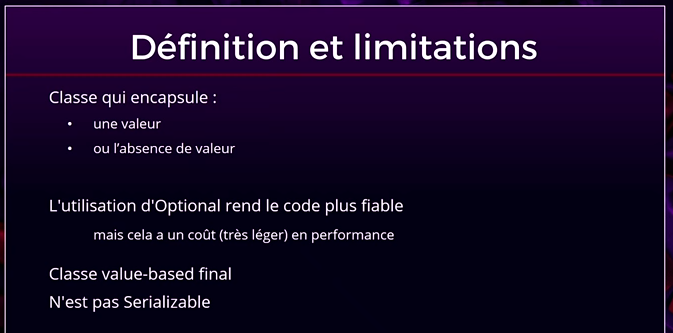 Définition et limitations
Classe qui encapsule :
• une valeur
• ou l'absence de valeur
L'utilisation d'Optional rend le code plus fiable
mais cela a un coût (très léger) en performance
Classe value-based final
N'est pas Serializable